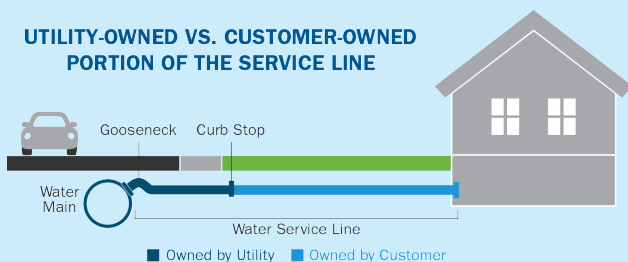 UTILITY-OWNED VS. CUSTOMER-OWNED
PORTION OF THE SERVICE LINE
Gooseneck
Curb Stop
Water
Main
Water Service Line
Owned by Utility
Owned by Customer